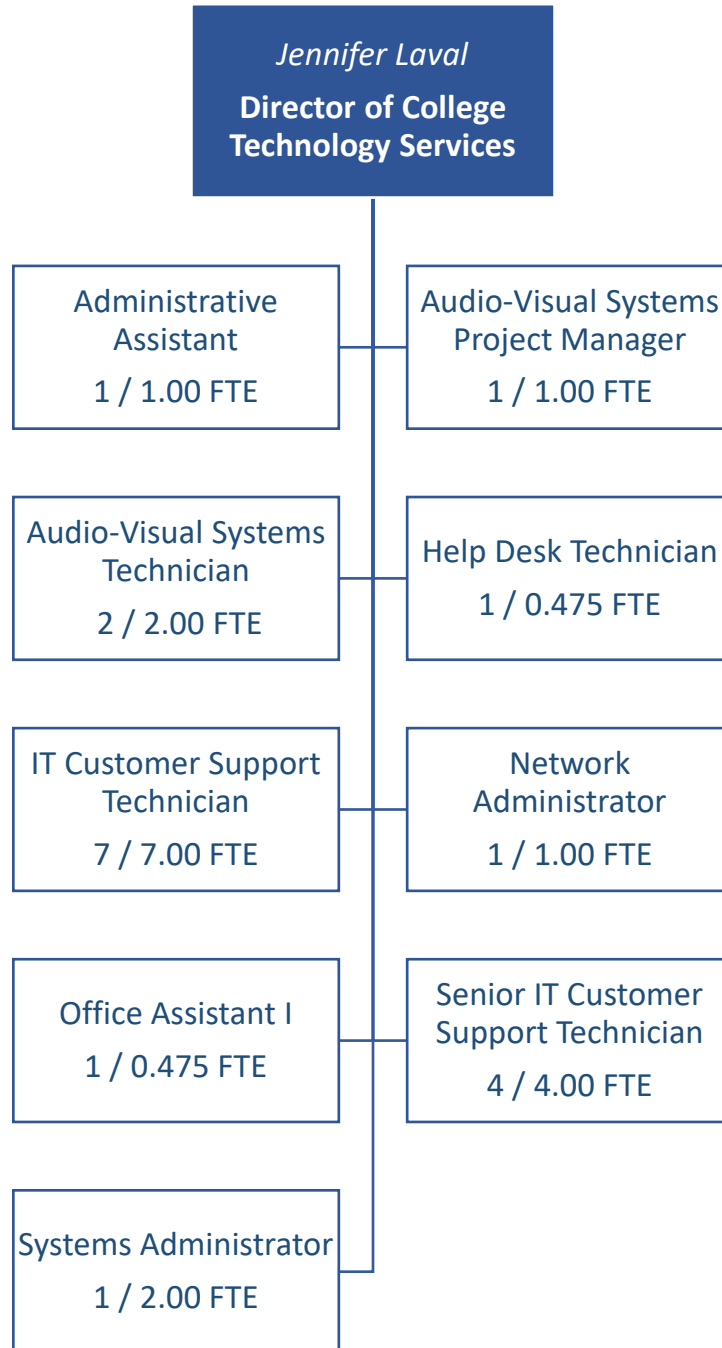 Jennifer Laval
Director of College
Technology Services
Administrative
Assistant
1 / 1.00 FTE
Audio-Visual Systems
Project Manager
1 / 1.00 FTE
Audio-Visual Systems
Technician
2 / 2.00 FTE
Help Desk Technician
1 / 0.475 FTE
IT Customer Support
Technician
7 / 7.00 FTE
Network
Administrator
1 / 1.00 FTE
Office Assistant I
1 / 0.475 FTE
Senior IT Customer
Support Technician
4 / 4.00 FTE
Systems Administrator
1 / 2.00 FTE